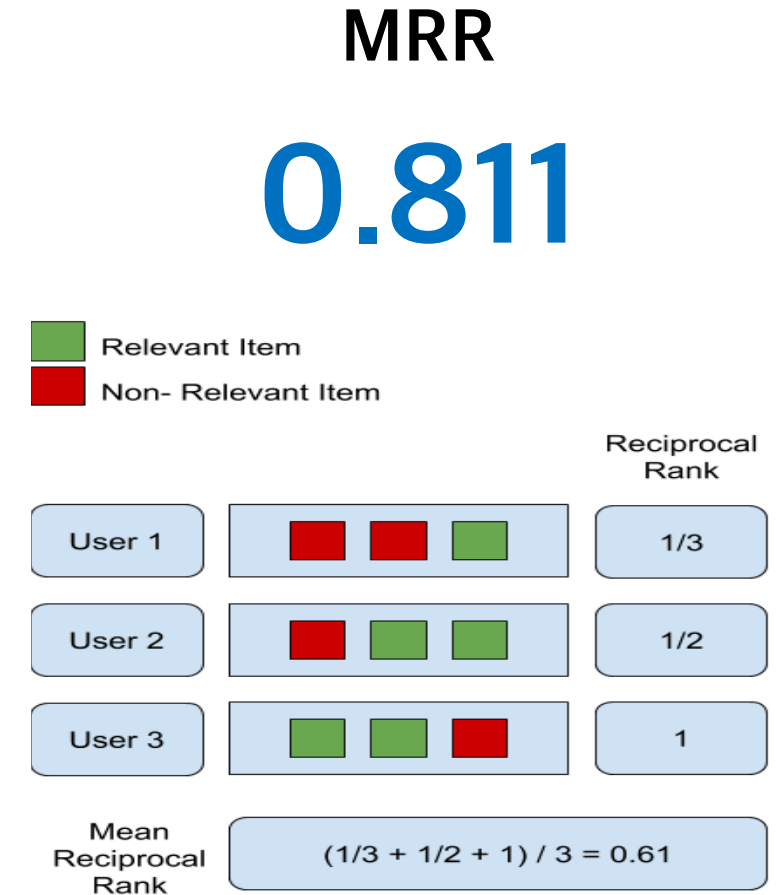 MRR
0.811
Relevant Item
Non- Relevant Item
Reciprocal
Rank
User 1
1/3
User 2
1/2
User 3
1
Mean
Reciprocal
Rank
(1/3 + 1/2 + 1) / 3 = 0.61